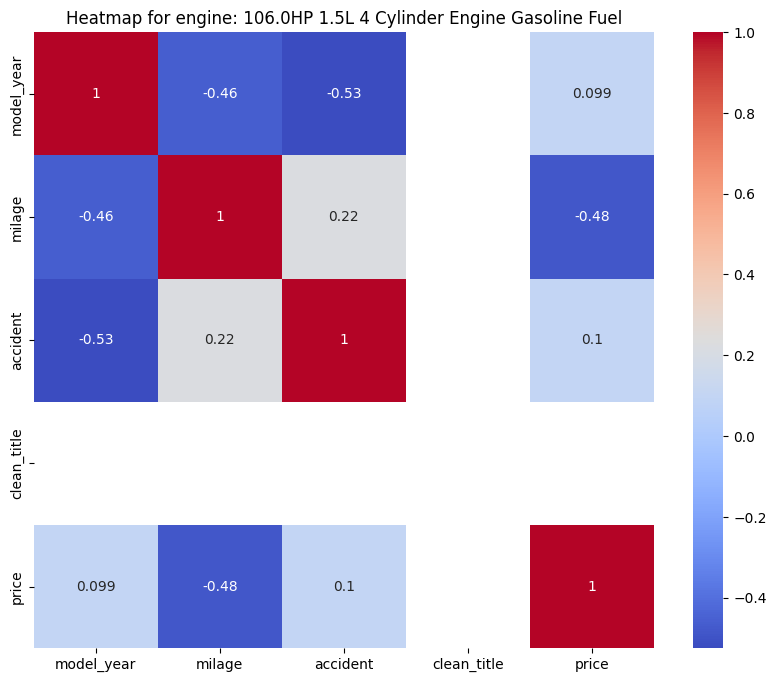 Heatmap for engine: 106.0HP 1.5L 4 Cylinder Engine Gasoline Fuel
model_year
1
-0.46
-0.53
0.099
milage
-0.46
1
0.22
-0.48
accident
-0.53
0.22
1
0.1
clean_title
price
0.099
-0.48
0.1
1
model_year
milage
accident
clean_title
price
1.0
0.8
0.6
0.4
0.2
0.0
−0.2
−0.4